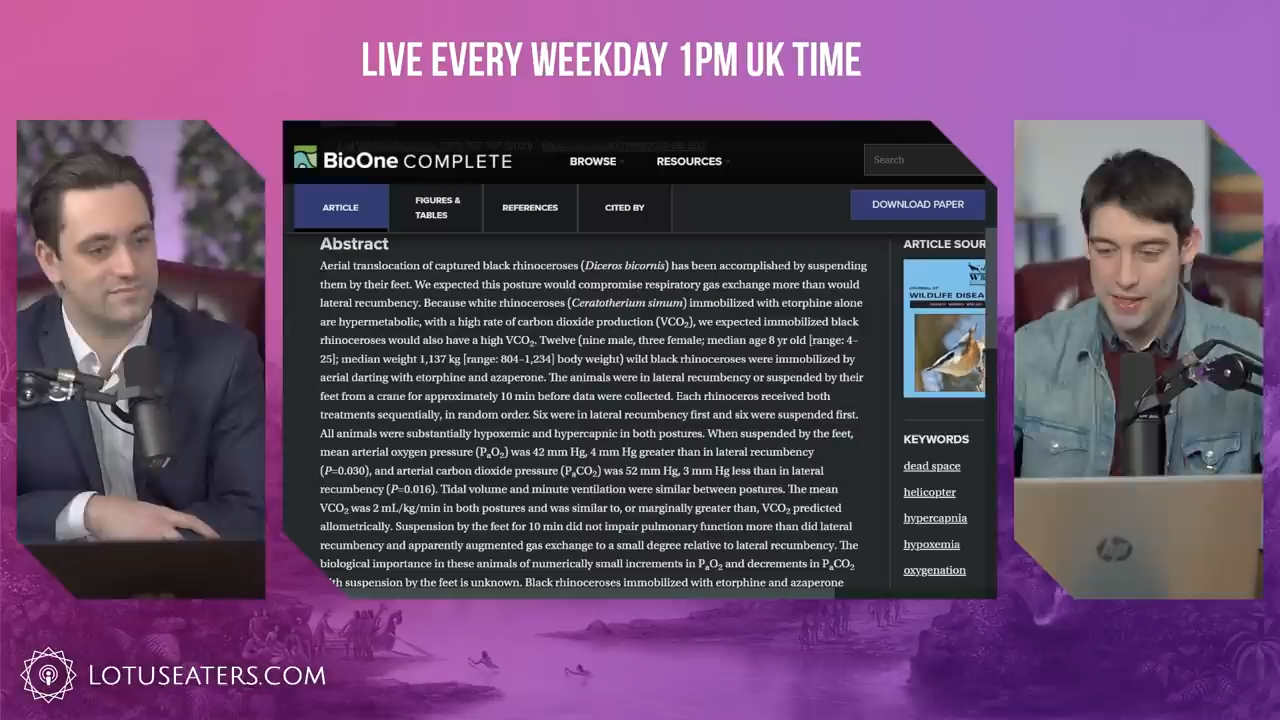 LIVE EVERY WEEKDAY 1PM UK TIME
BioOne COMPLETE
BROWSE
RESOURCES
Search
ARTICLE
FIGURES &
TABLES
REFERENCES
CITED BY
DOWNLOAD PAPER
Abstract
Aerial translocation of captured black rhinoceroses (Diceros bicornis) has been accomplished by suspending
them by their feet. We expected this posture would compromise respiratory gas exchange more than would
lateral recumbency. Because white rhinoceroses (Ceratotherium simum) immobilized with etorphine alone
are hypermetabolic, with a high rate of carbon dioxide production (VCO2), we expected immobilized black
rhinoceroses would also have a high VCO2. Twelve (nine male, three female; median age 8 yr old [range: 4–
25]; median weight 1,137 kg [range: 804–1,234] body weight) wild black rhinoceroses were immobilized by
aerial darting with etorphine and azaperone. The animals were in lateral recumbency or suspended by their
feet from a crane for approximately 10 min before data were collected. Each rhinoceros received both
treatments sequentially, in random order. Six were in lateral recumbency first and six were suspended first.
All animals were substantially hypoxemic and hypercapnic in both postures. When suspended by the feet,
mean arterial oxygen pressure (PaO2) was 42 mm Hg, 4 mm Hg greater than in lateral recumbency
(P=0.030), and arterial carbon dioxide pressure (PaCO2) was 52 mm Hg, 3 mm Hg less than in lateral
recumbency (P=0.016). Tidal volume and minute ventilation were similar between postures. The mean
VCO2 was 2 mL/kg/min in both postures and was similar to, or marginally greater than, VCO2 predicted
allometrically. Suspension by the feet for 10 min did not impair pulmonary function more than did lateral
recumbency and apparently augmented gas exchange to a small degree relative to lateral recumbency. The
biological importance in these animals of numerically small increments in PaO2 and decrements in PaCO2
with suspension by the feet is unknown. Black rhinoceroses immobilized with etorphine and azaperone
ARTICLE SOUR
JOURNAL OF
WILDLIFE DISEA
KEYWORDS
dead space
helicopter
hypercapnia
hypoxemia
oxygenation
hp
LOTUSEATERS.COM